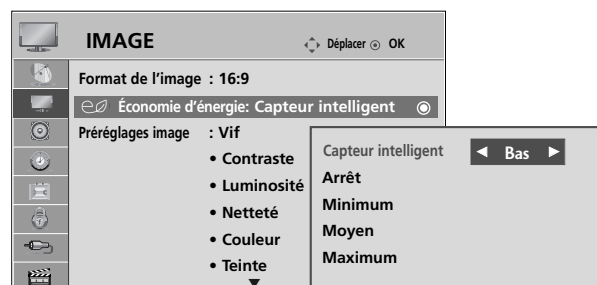 IMAGE
Déplacer OK
Format de l'image : 16:9
Économie d'énergie: Capteur intelligent
Préréglages image : Vif
• Contraste
• Luminosité
• Netteté
• Couleur
• Teinte
Capteur intelligent ◄ Bas ►
Arrêt
Minimum
Moyen
Maximum